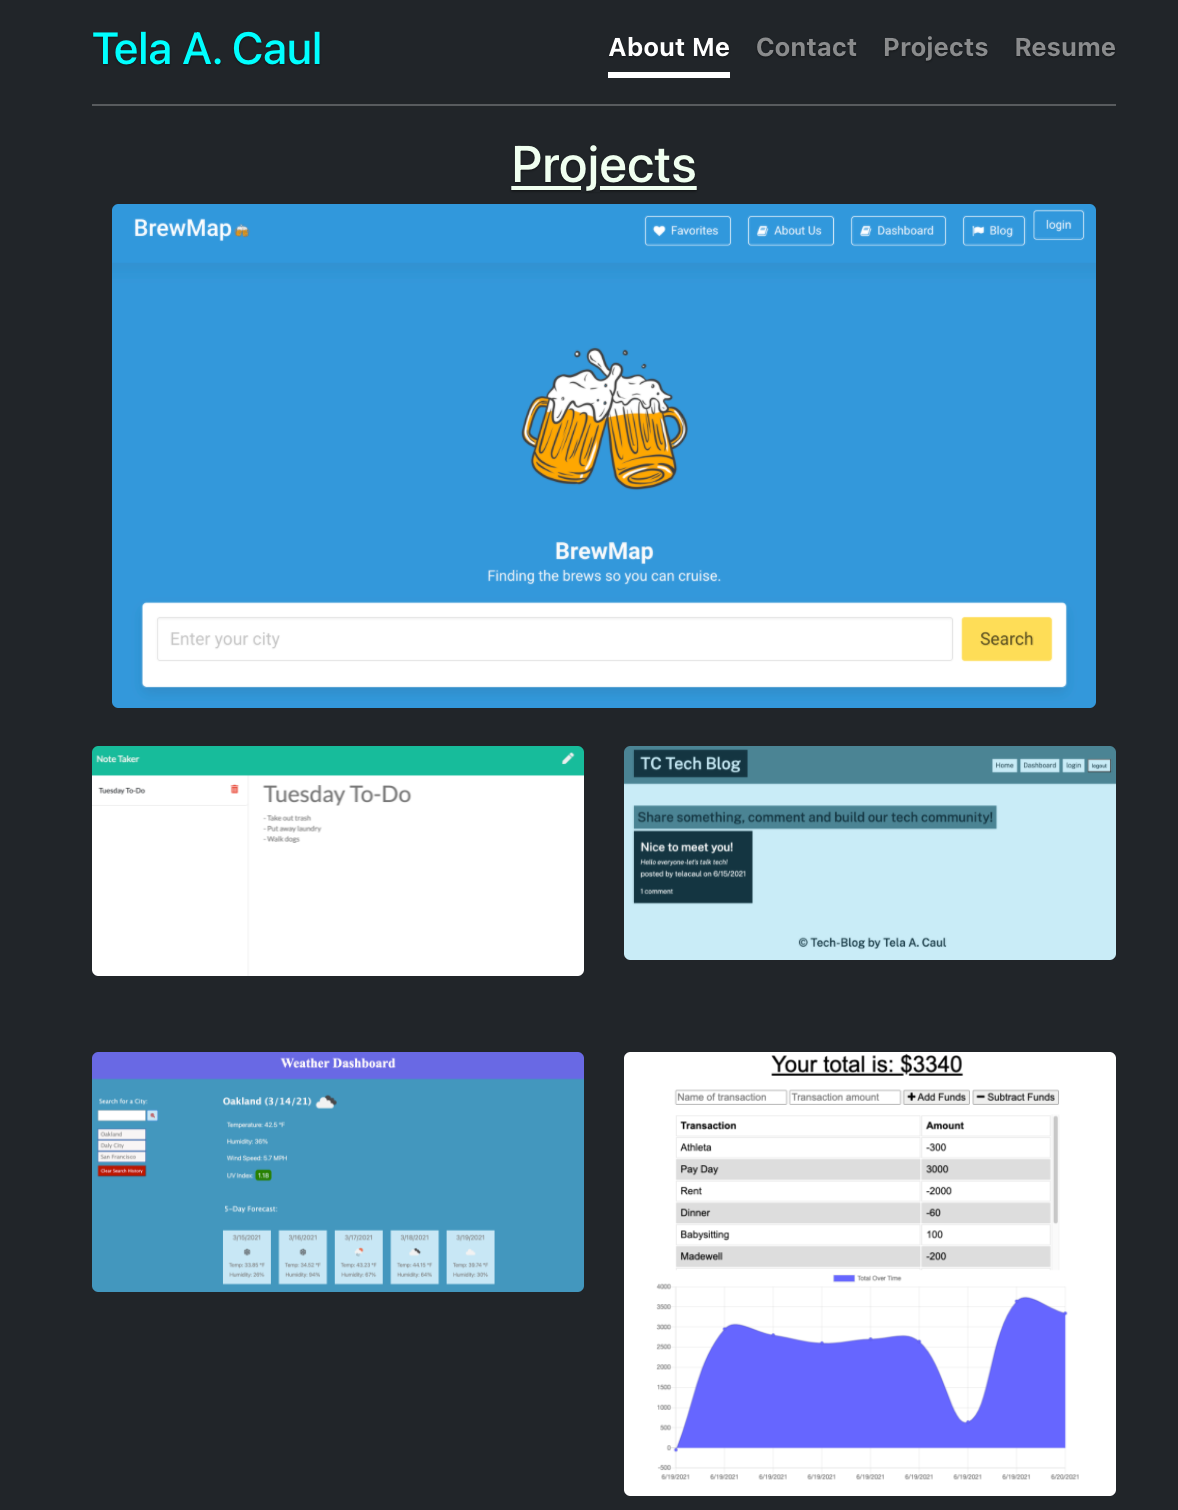 Tela A. Caul
About Me Contact Projects Resume
Projects
BrewMap
Favorites About Us Dashboard Blog login
BrewMap
Finding the brews so you can cruise.
Enter your city Search
Note Taker
Tuesday To-Do
Tuesday To-Do
- Take out trash
- Put away laundry
- Walk dogs
TC Tech Blog
Home Dashboard login logout
Share something, comment and build our tech community!
Nice to meet you!
Hello everyone-let's talk tech!
posted by telacaul on 6/15/2021
1 comment
© Tech-Blog by Tela A. Caul
Weather Dashboard
Search for a City:
Oakland
Daly City
San Francisco
Clear Search History
Oakland (3/14/21)
Temperature: 42.5 °F
Humidity: 36%
Wind Speed: 5.7 MPH
UV Index: 1.18
5-Day Forecast:
3/15/2021 3/16/2021 3/17/2021 3/18/2021 3/19/2021
Your total is: $3340
Name of transaction Transaction amount Add Funds Subtract Funds
Transaction Amount
Athleta -300
Pay Day 3000
Rent -2000
Dinner -60
Babysitting 100
Madewell -200
Total Over Time
4000
3500
3000
2500
2000
1500
1000
500
0
-500
6/19/2021 6/19/2021 6/19/2021 6/19/2021 6/19/2021 6/19/2021 6/19/2021 6/19/2021 6/20/2021